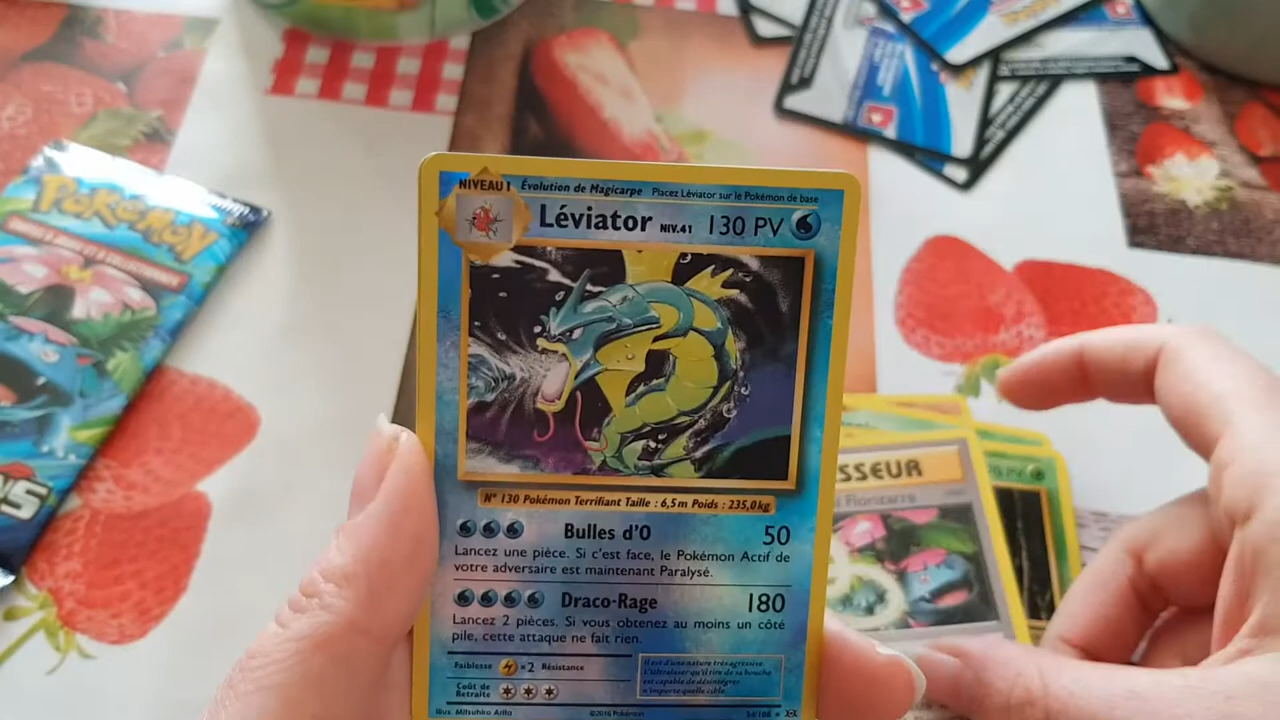 NIVEAU 1 Évolution de Magicarpe Placez Léviator sur le Pokémon de base
Léviator NIV.41 130 PV
N° 130 Pokémon Terrifiant Taille : 6,5 m Poids : 235,0 kg
Bulles d'O 50
Lancez une pièce. Si c'est face, le Pokémon Actif de
votre adversaire est maintenant Paralysé.
Draco-Rage 180
Lancez 2 pièces. Si vous obtenez au moins un côté
pile, cette attaque ne fait rien.
Faiblesse ×2 Résistance
Coût de
Retraite
Il est d'une nature très agressive.
L'Ultralaser qu'il tire de sa bouche
est capable de désintégrer
n'importe quelle cible.
Illus. Mitsuhiro Arita ©2016 Pokémon 34/108
POKÉMON
NS
SSEUR
PV